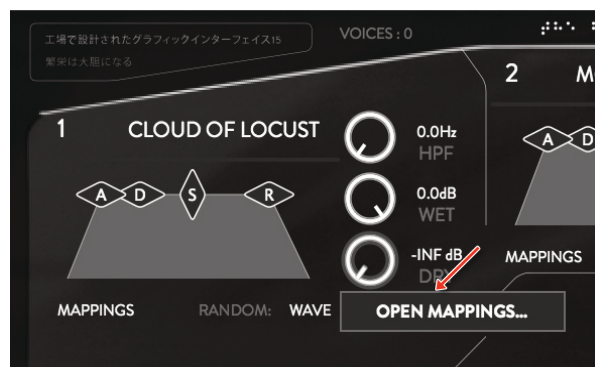 工場で設計されたグラフィックインターフェイス15
繁栄は大胆になる
VOICES : 0
1
CLOUD OF LOCUST
0.0Hz
HPF
0.0dB
WET
-INF dB
A
D
S
R
MAPPINGS
RANDOM:
WAVE
OPEN MAPPINGS...
2
A
D
MAPPINGS